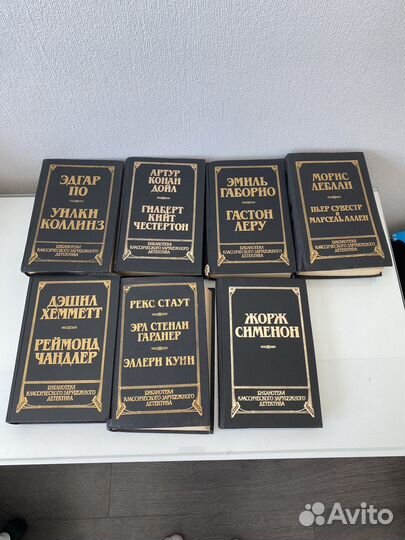 ЭДГАР
ПО
УИЛКИ
КОЛЛИНЗ
БИБЛИОТЕКА
КЛАССИЧЕСКОГО ЗАРУБЕЖНОГО
ДЕТЕКТИВА
АРТУР
КОНАН
ДОЙЛ
ГИЛБЕРТ
КИЙТ
ЧЕСТЕРТОН
БИБЛИОТЕКА
КЛАССИЧЕСКОГО ЗАРУБЕЖНОГО
ДЕТЕКТИВА
ЭМИЛЬ
ГАБОРИО
ГАСТОН
ЛЕРУ
БИБЛИОТЕКА
КЛАССИЧЕСКОГО ЗАРУБЕЖНОГО
ДЕТЕКТИВА
МОРИС
ЛЕБЛАН
ПЬЕР СУВЕСТР
И
МАРСЕЛЬ АЛЛЕН
БИБЛИОТЕКА
КЛАССИЧЕСКОГО ЗАРУБЕЖНОГО
ДЕТЕКТИВА
ДЭШИЛ
ХЕММЕТТ
РЕЙМОНД
ЧАНДЛЕР
БИБЛИОТЕКА
КЛАССИЧЕСКОГО ЗАРУБЕЖНОГО
ДЕТЕКТИВА
РЕКС СТАУТ
ЭРЛ СТЕНЛИ
ГАРДНЕР
ЭЛЛЕРИ КУИН
БИБЛИОТЕКА
КЛАССИЧЕСКОГО ЗАРУБЕЖНОГО
ДЕТЕКТИВА
ЖОРЖ
СИМЕНОН
БИБЛИОТЕКА
КЛАССИЧЕСКОГО ЗАРУБЕЖНОГО
ДЕТЕКТИВА
Avito